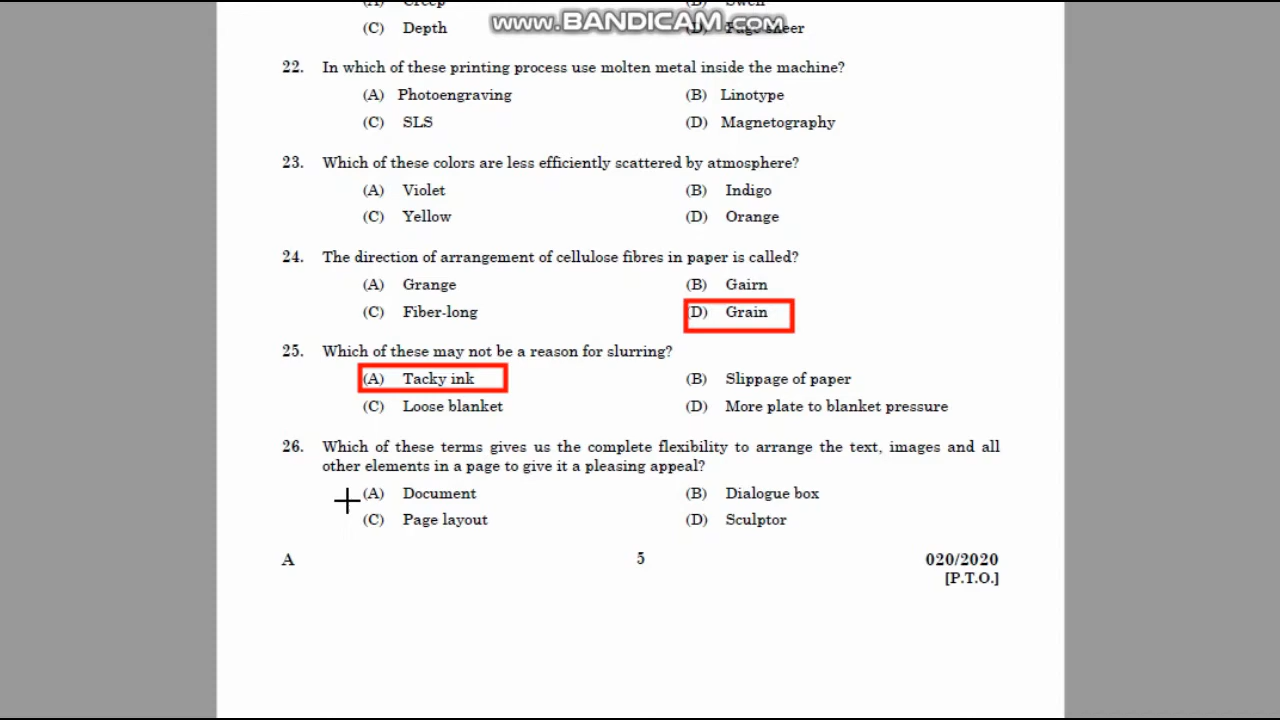 (A) Creep (B) Swell
www.BANDICAM.com
(C) Depth (D) Page sheer
22. In which of these printing process use molten metal inside the machine?
(A) Photoengraving (B) Linotype
(C) SLS (D) Magnetography
23. Which of these colors are less efficiently scattered by atmosphere?
(A) Violet (B) Indigo
(C) Yellow (D) Orange
24. The direction of arrangement of cellulose fibres in paper is called?
(A) Grange (B) Gairn
(C) Fiber-long (D) Grain
25. Which of these may not be a reason for slurring?
(A) Tacky ink (B) Slippage of paper
(C) Loose blanket (D) More plate to blanket pressure
26. Which of these terms gives us the complete flexibility to arrange the text, images and all
other elements in a page to give it a pleasing appeal?
(A) Document (B) Dialogue box
(C) Page layout (D) Sculptor
A 5 020/2020
[P.T.O.]